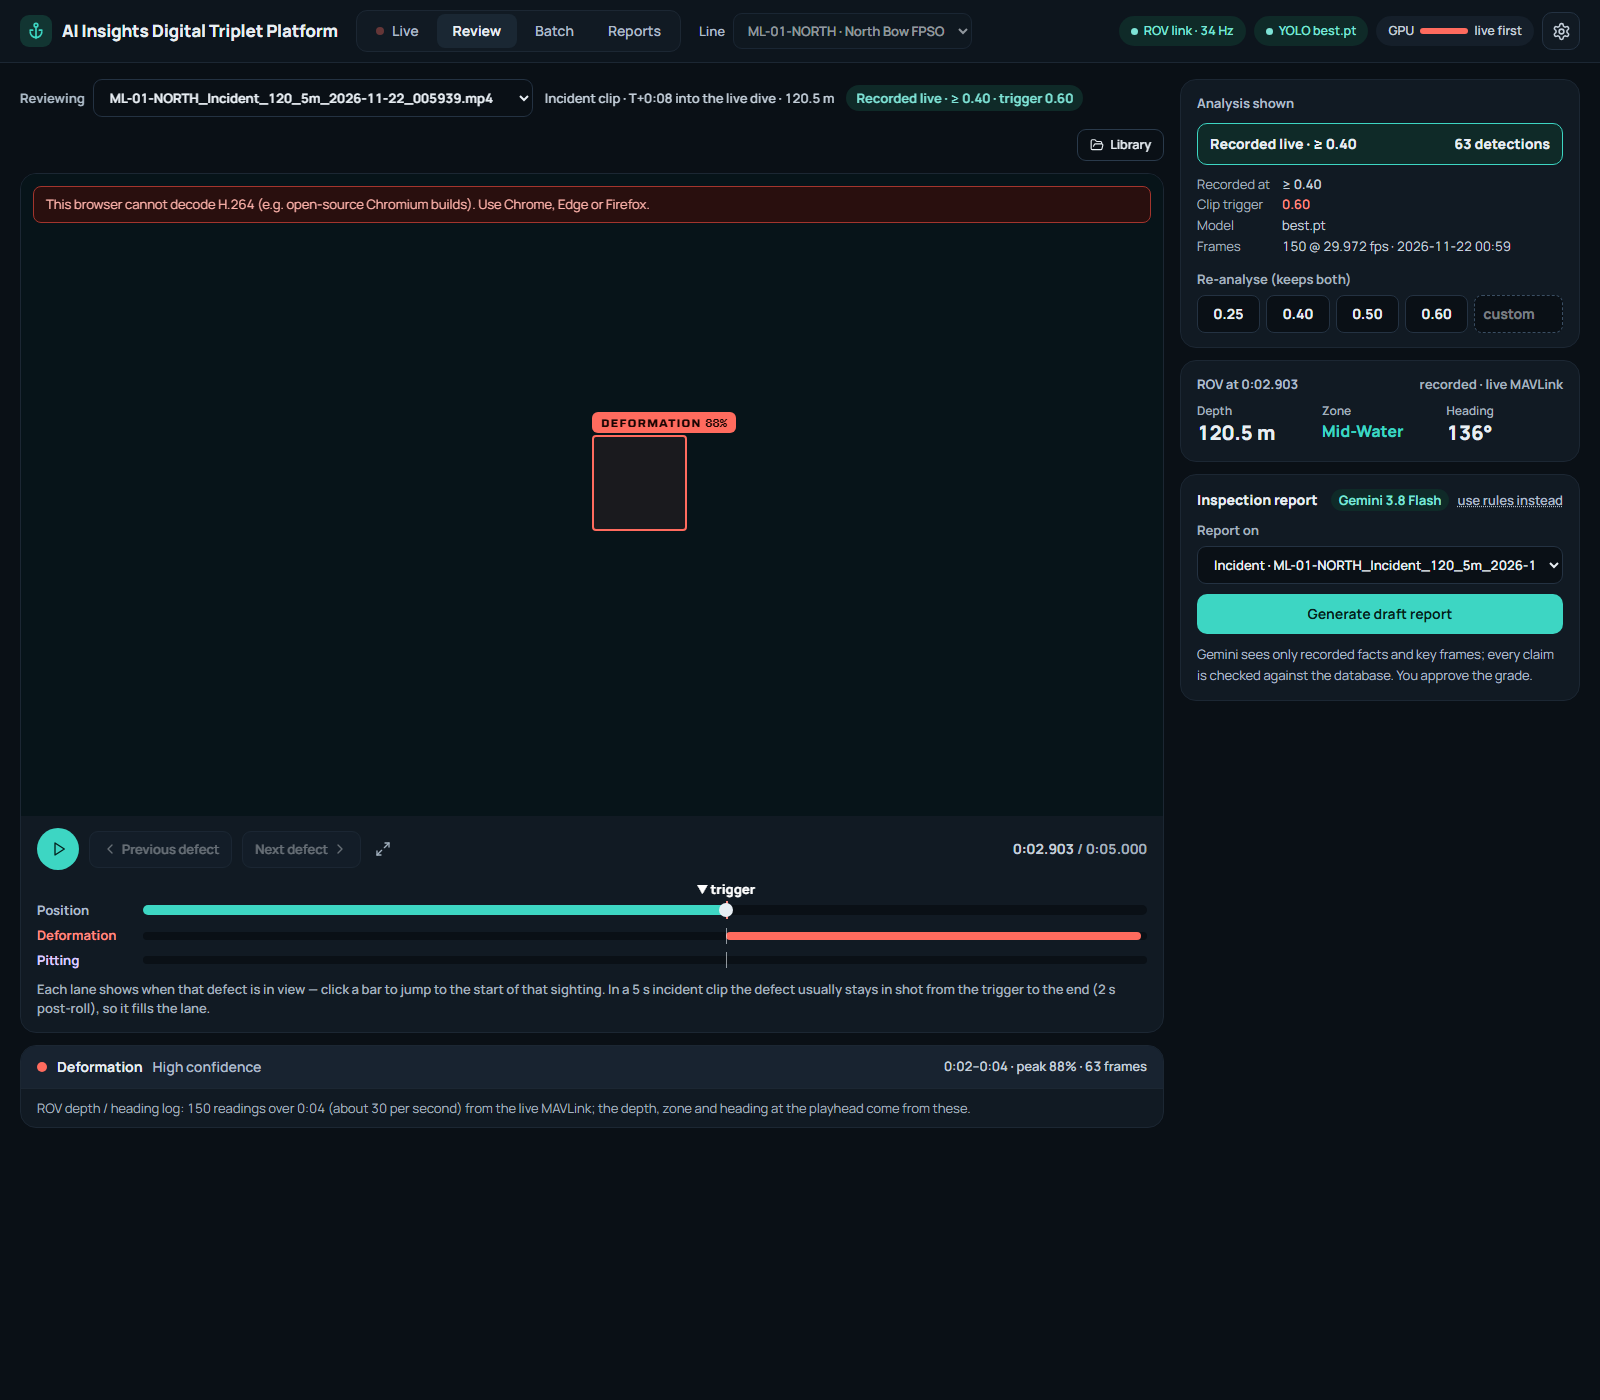 AI Insights Digital Triplet Platform
Live
Review
Batch
Reports
Line
ML-01-NORTH · North Bow FPSO
ROV link · 34 Hz
YOLO best.pt
GPU
live first
Reviewing
ML-01-NORTH_Incident_120_5m_2026-11-22_005939.mp4
Incident clip · T+0:08 into the live dive · 120.5 m
Recorded live · ≥ 0.40 · trigger 0.60
Library
This browser cannot decode H.264 (e.g. open-source Chromium builds). Use Chrome, Edge or Firefox.
DEFORMATION 88%
Previous defect
Next defect
0:02.903 / 0:05.000
▼ trigger
Position
Deformation
Pitting
Each lane shows when that defect is in view — click a bar to jump to the start of that sighting. In a 5 s incident clip the defect usually stays in shot from the trigger to the end (2 s
post-roll), so it fills the lane.
Deformation High confidence
0:02–0:04 · peak 88% · 63 frames
ROV depth / heading log: 150 readings over 0:04 (about 30 per second) from the live MAVLink; the depth, zone and heading at the playhead come from these.
Analysis shown
Recorded live · ≥ 0.40
63 detections
Recorded at ≥ 0.40
Clip trigger 0.60
Model best.pt
Frames 150 @ 29.972 fps · 2026-11-22 00:59
Re-analyse (keeps both)
0.25
0.40
0.50
0.60
custom
ROV at 0:02.903
recorded · live MAVLink
Depth
Zone
Heading
120.5 m
Mid-Water
136°
Inspection report
Gemini 3.8 Flash
use rules instead
Report on
Incident · ML-01-NORTH_Incident_120_5m_2026-1
Generate draft report
Gemini sees only recorded facts and key frames; every claim
is checked against the database. You approve the grade.